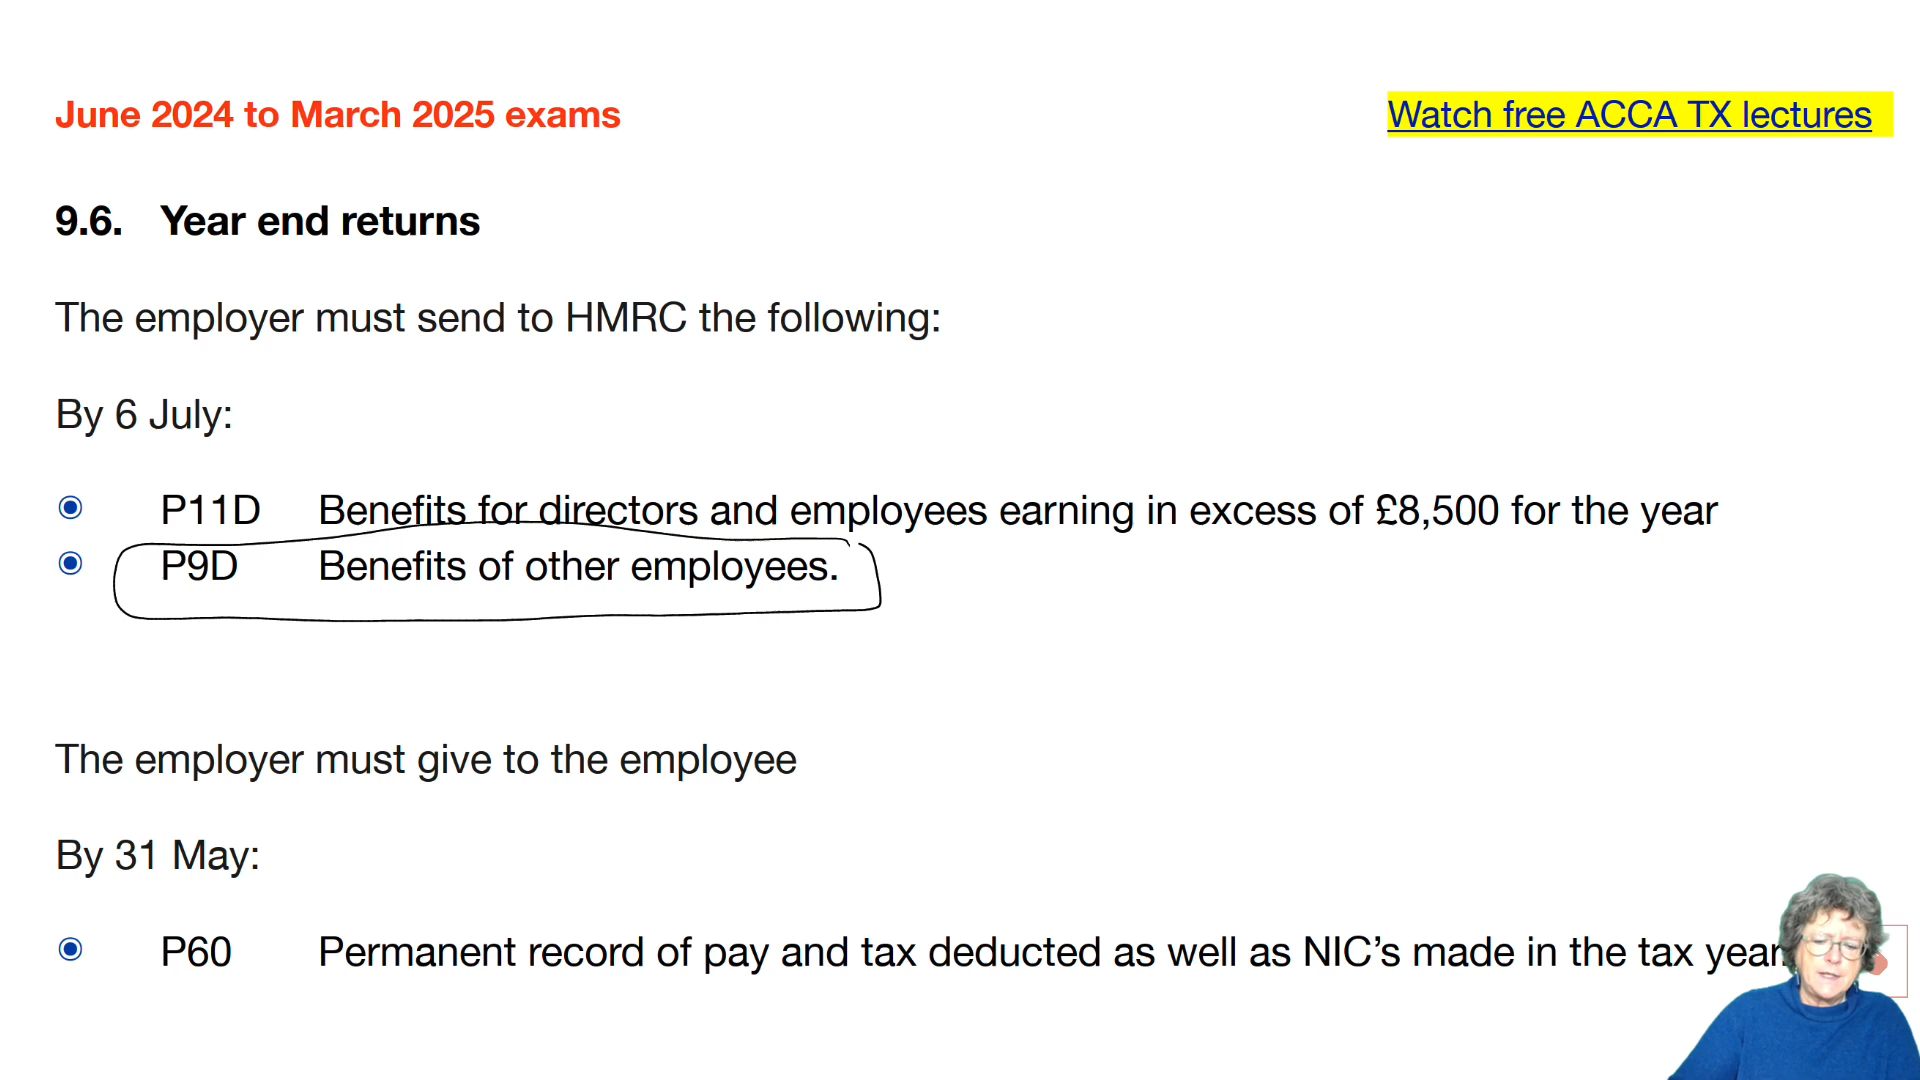 June 2024 to March 2025 exams
Watch free ACCA TX lectures
9.6. Year end returns
The employer must send to HMRC the following:
By 6 July:
P11D Benefits for directors and employees earning in excess of £8,500 for the year
P9D Benefits of other employees.
The employer must give to the employee
By 31 May:
P60 Permanent record of pay and tax deducted as well as NIC’s made in the tax year.